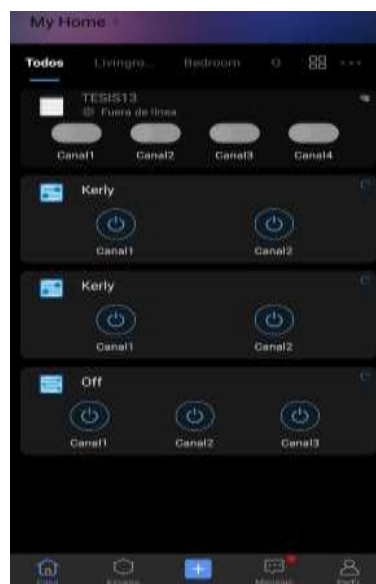 My Home
Todos Livingro... Bedroom
TESIS13
Fuera de línea
Canal1 Canal2 Canal3 Canal4
Kerly
Canal1 Canal2
Kerly
Canal1 Canal2
Off
Canal1 Canal2 Canal3